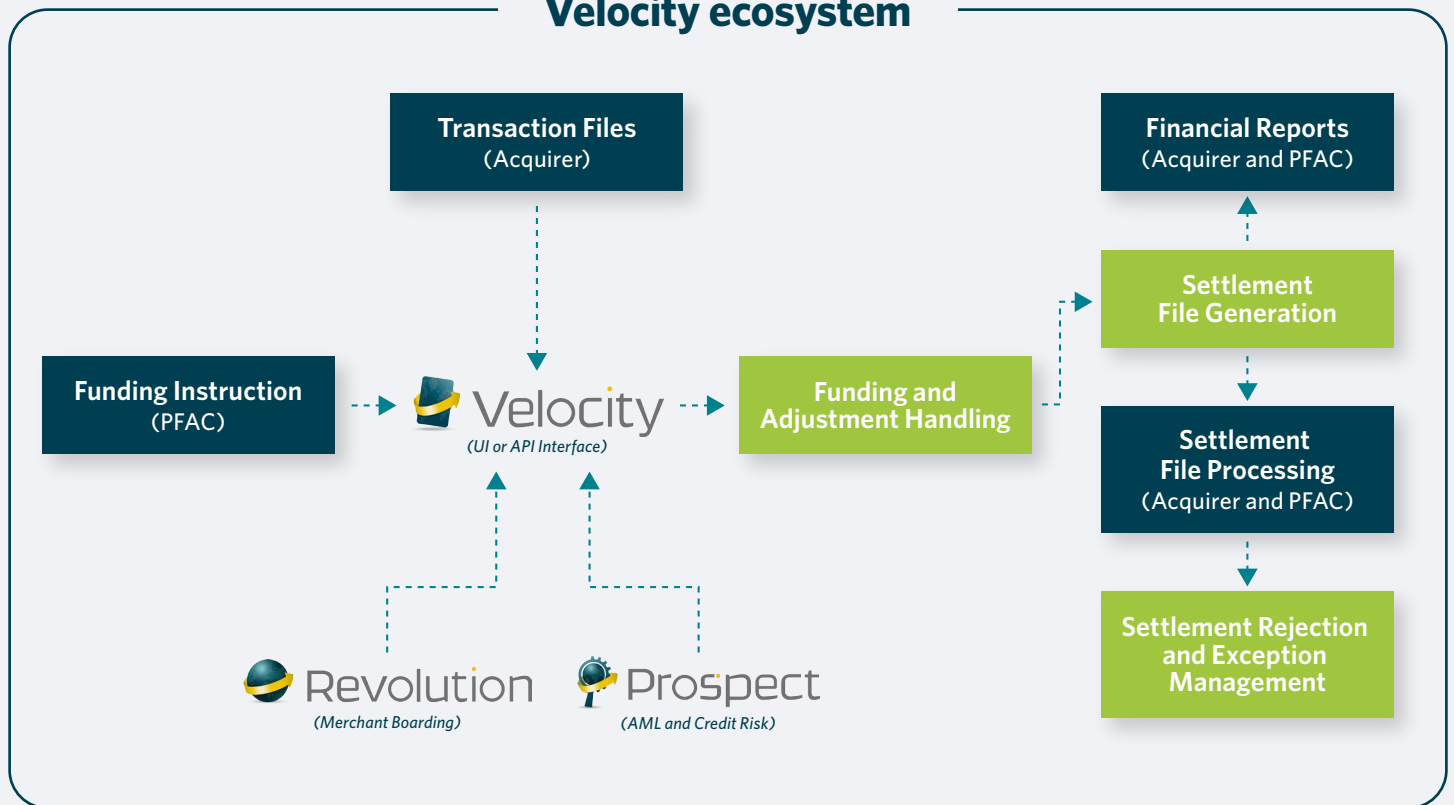 Velocity ecosystem
Transaction Files
(Acquirer)
Financial Reports
(Acquirer and PFAC)
Settlement
File Generation
Funding Instruction
(PFAC)
Velocity
(UI or API Interface)
Funding and
Adjustment Handling
Settlement
File Processing
(Acquirer and PFAC)
Settlement Rejection
and Exception
Management
Revolution
(Merchant Boarding)
Prospect
(AML and Credit Risk)